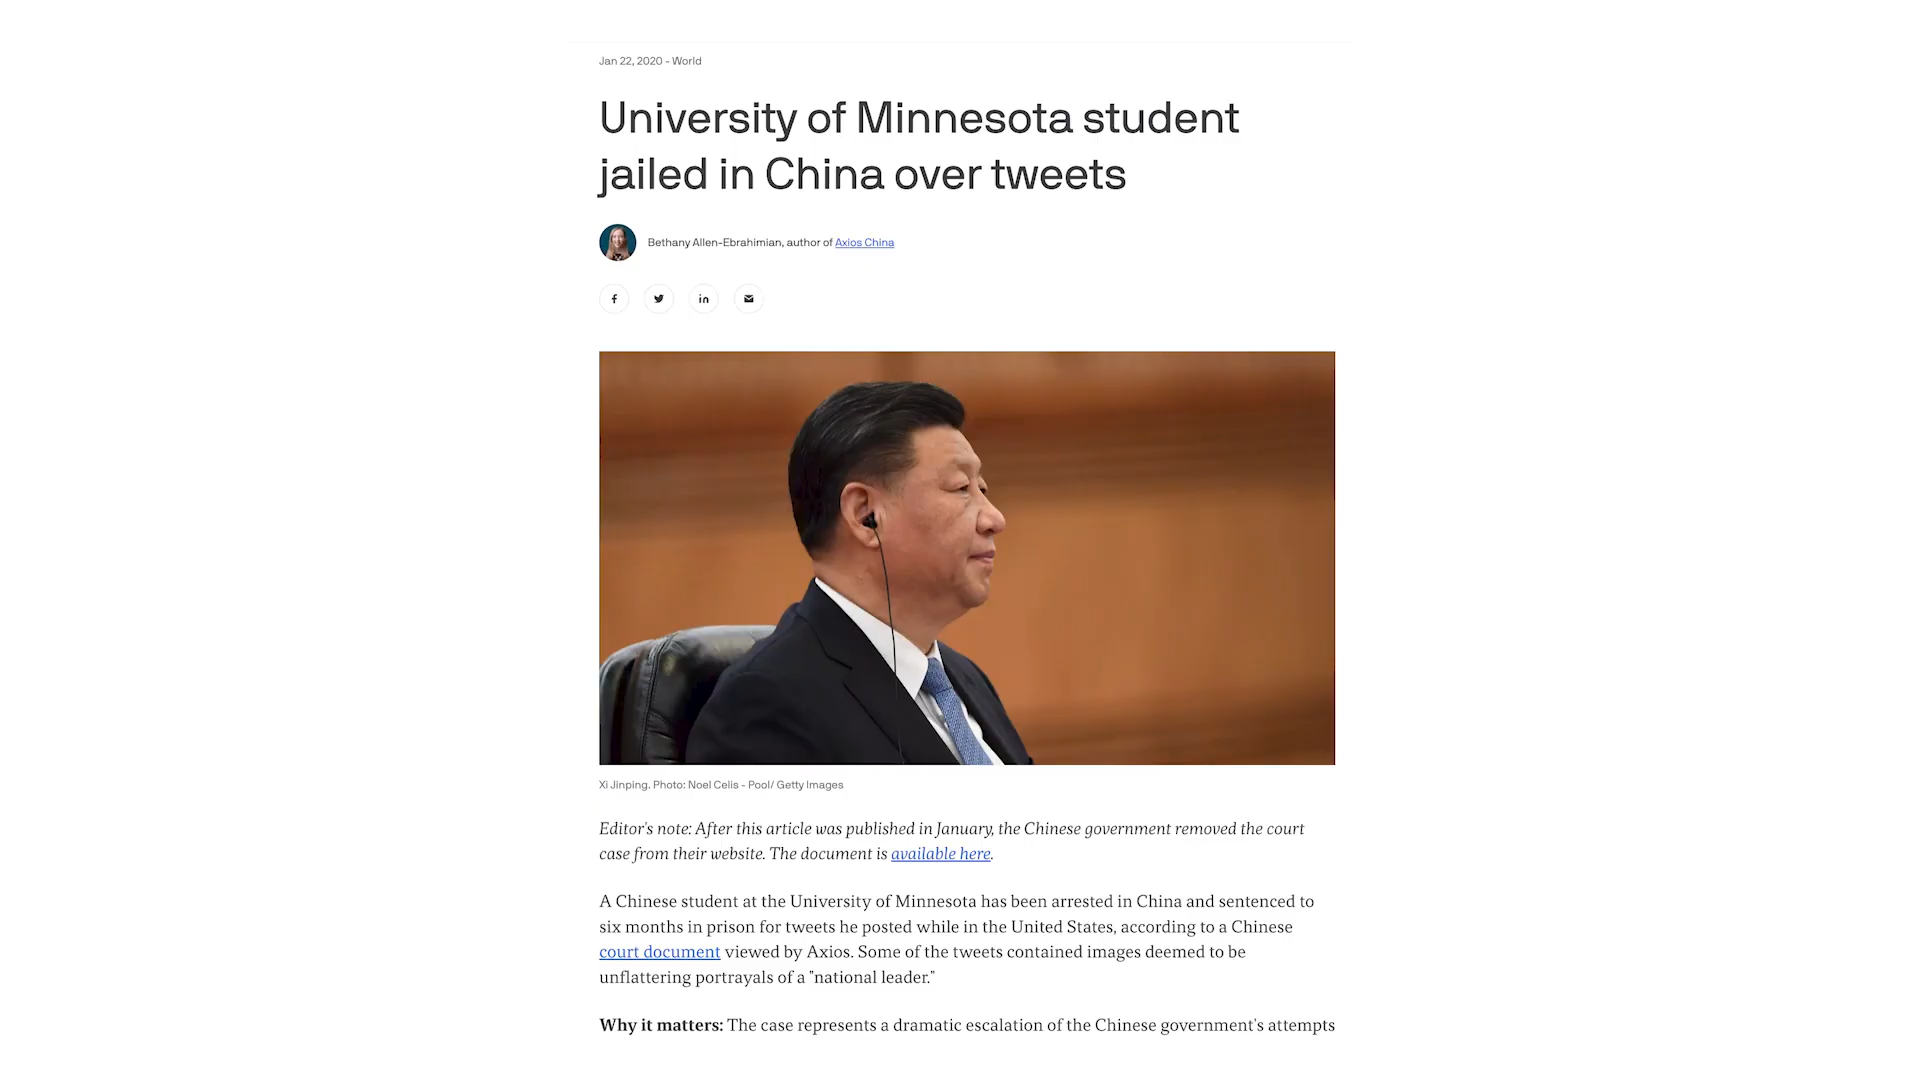 Jan 22, 2020 - World
University of Minnesota student
jailed in China over tweets
Bethany Allen-Ebrahimian, author of Axios China
Xi Jinping. Photo: Noel Celis - Pool/ Getty Images
Editor's note: After this article was published in January, the Chinese government removed the court
case from their website. The document is available here.
A Chinese student at the University of Minnesota has been arrested in China and sentenced to
six months in prison for tweets he posted while in the United States, according to a Chinese
court document viewed by Axios. Some of the tweets contained images deemed to be
unflattering portrayals of a "national leader."
Why it matters: The case represents a dramatic escalation of the Chinese government's attempts